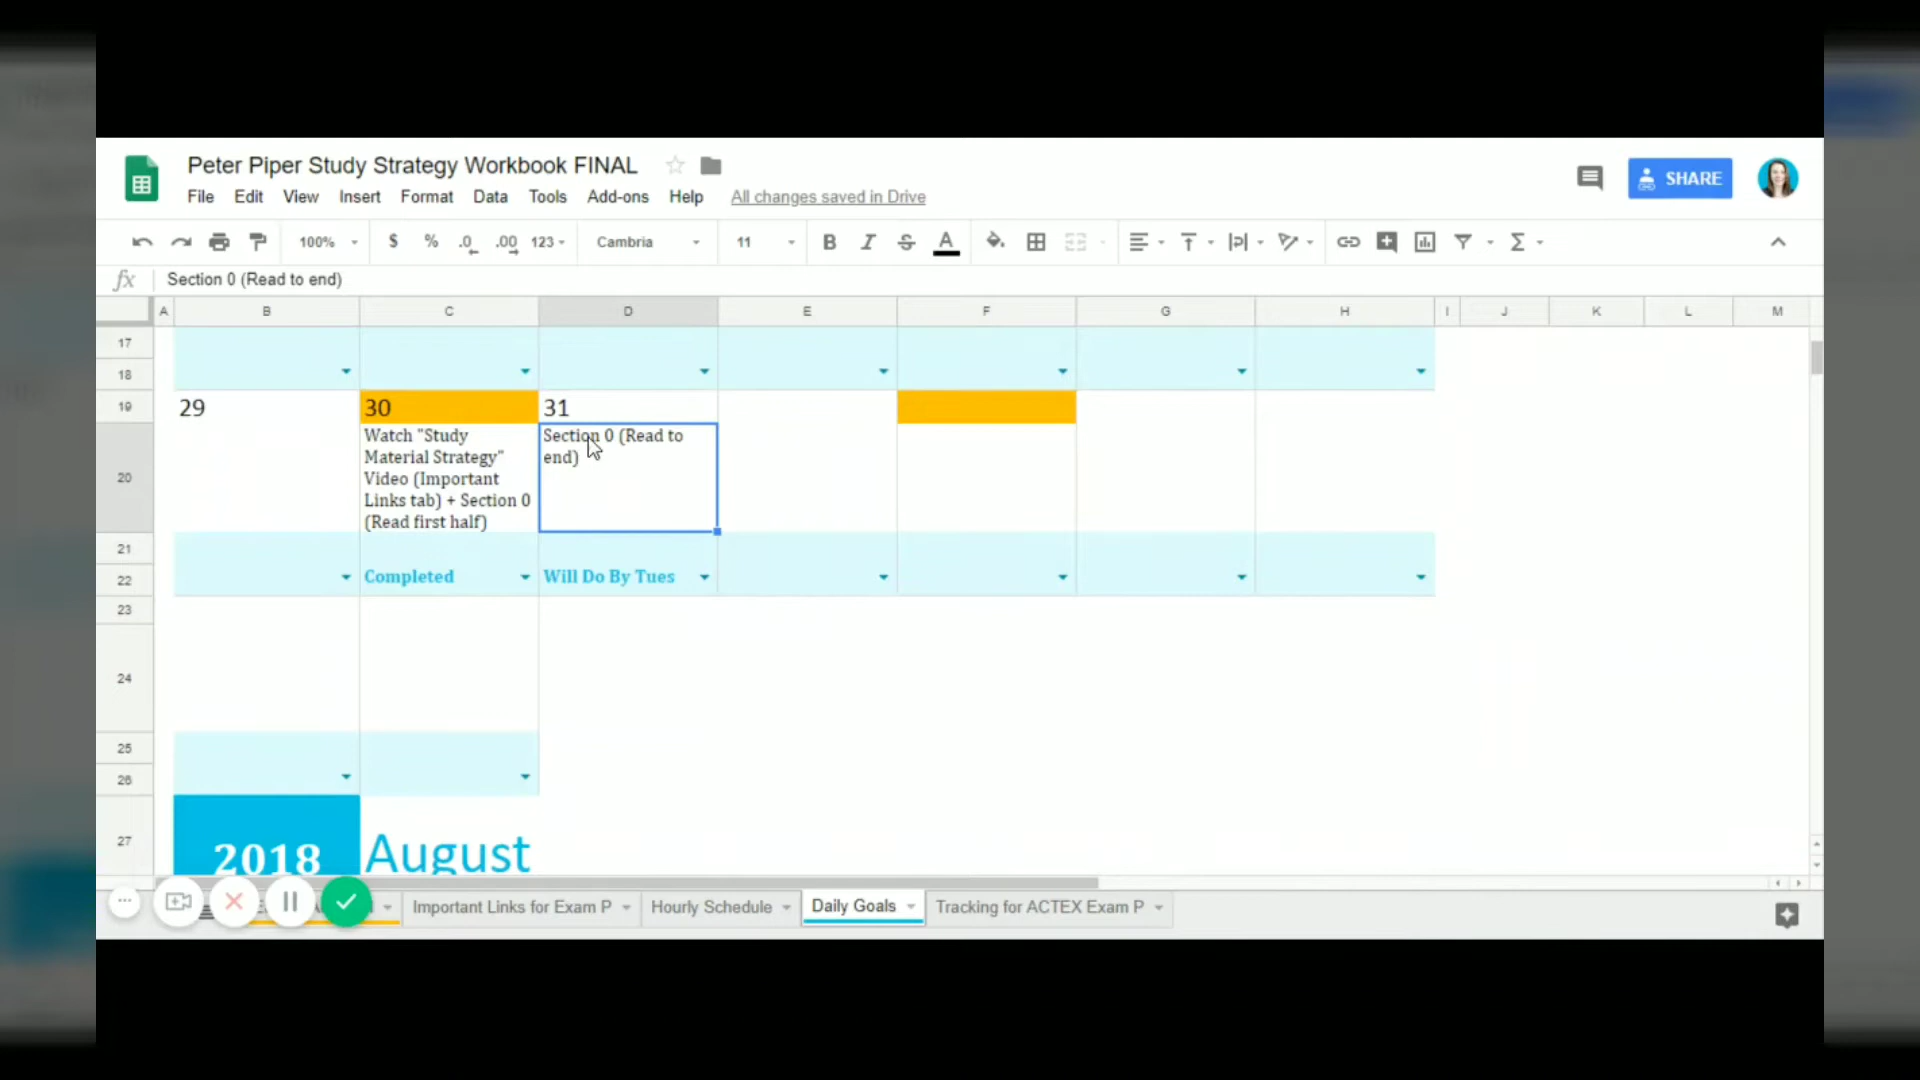 Peter Piper Study Strategy Workbook FINAL
File Edit View Insert Format Data Tools Add-ons Help All changes saved in Drive
SHARE
100% $ % .0 .00 123 Cambria 11 B I S A
fx Section 0 (Read to end)
A B C D E F G H I J K L M
17
18
19 29 30 31
20
Watch "Study
Material Strategy"
Video (Important
Links tab) + Section 0
(Read first half)
Section 0 (Read to
end)
21
22 Completed Will Do By Tues
23
24
25
26
27 2018 August
Important Links for Exam P Hourly Schedule Daily Goals Tracking for ACTEX Exam P